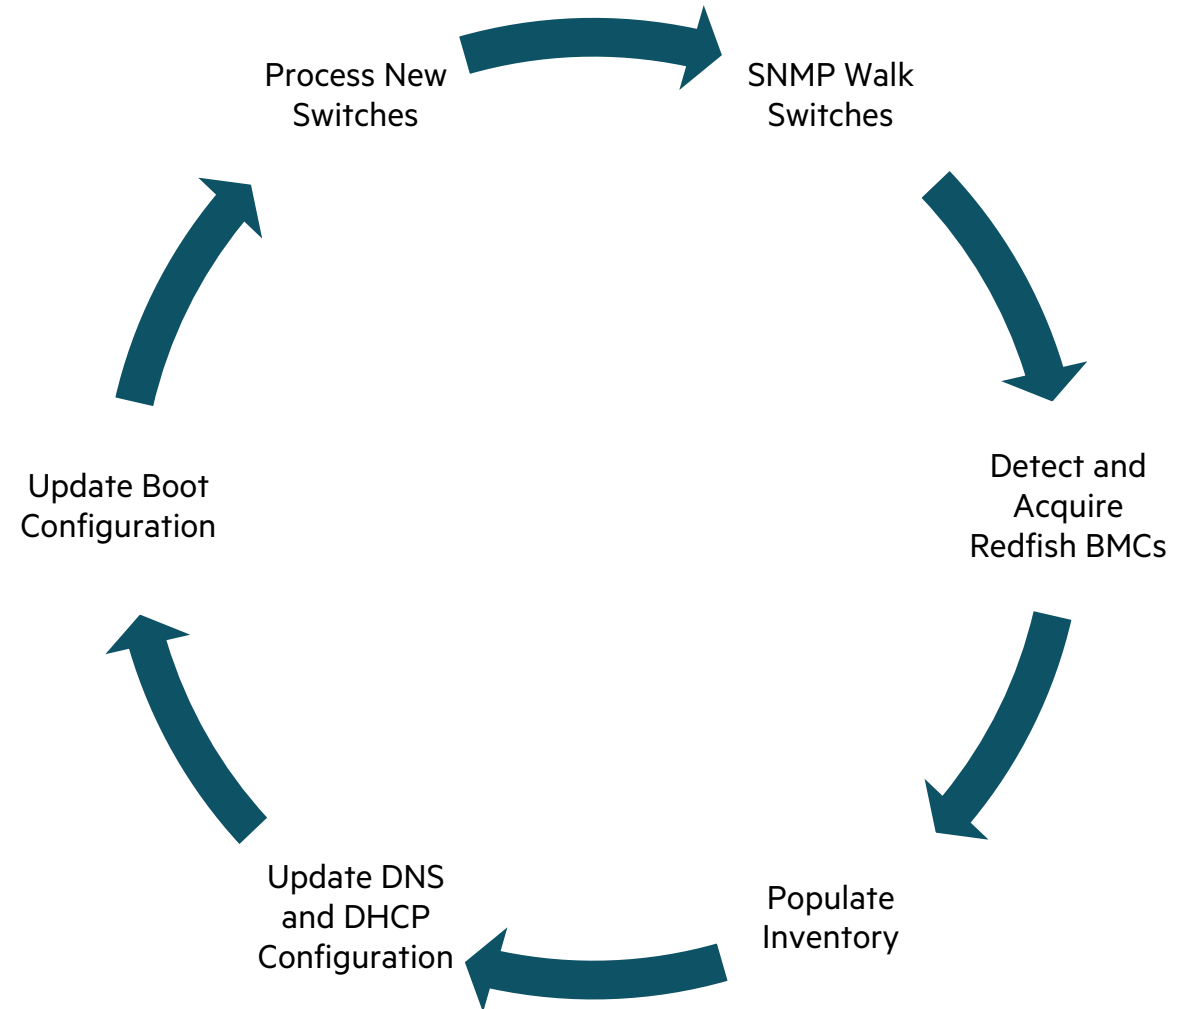 Process New
Switches
SNMP Walk
Switches
Detect and
Acquire
Redfish BMCs
Populate
Inventory
Update DNS
and DHCP
Configuration
Update Boot
Configuration